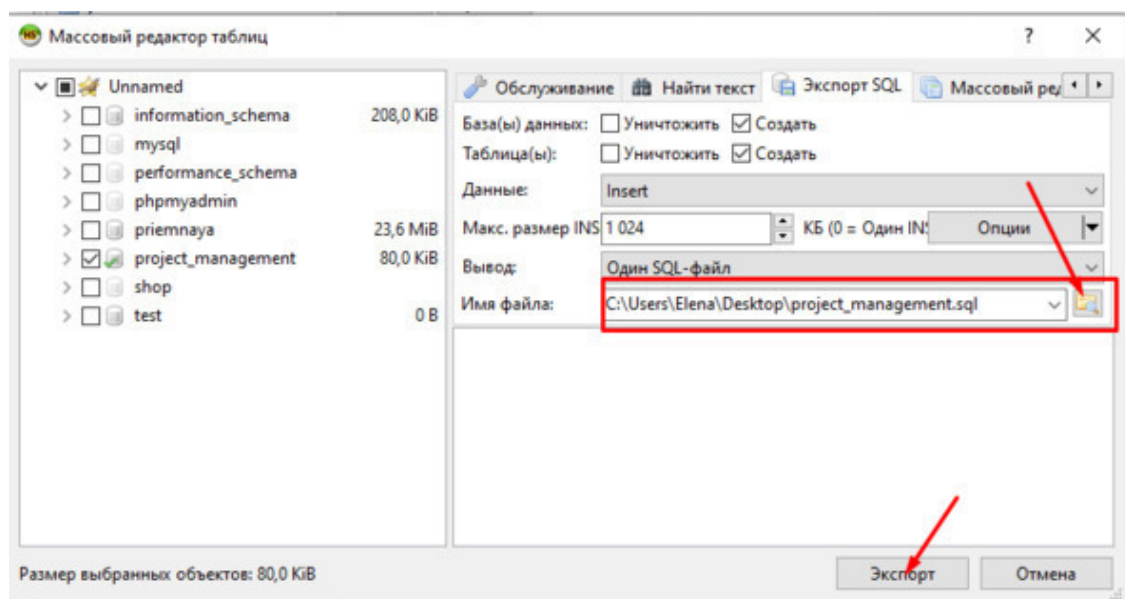 Массовый редактор таблиц
Unnamed
information_schema 208,0 KiB
mysql
performance_schema
phpmyadmin
priemnaya 23,6 MiB
project_management 80,0 KiB
shop
test 0 B
Обслуживание Найти текст Экспорт SQL Массовый ре
База(ы) данных: Уничтожить Создать
Таблица(ы): Уничтожить Создать
Данные: Insert
Макс. размер INS 1 024 КБ (0 = Один IN Опции
Вывод: Один SQL-файл
Имя файла: C:\Users\Elena\Desktop\project_management.sql
Размер выбранных объектов: 80,0 KiB
Экспорт Отмена